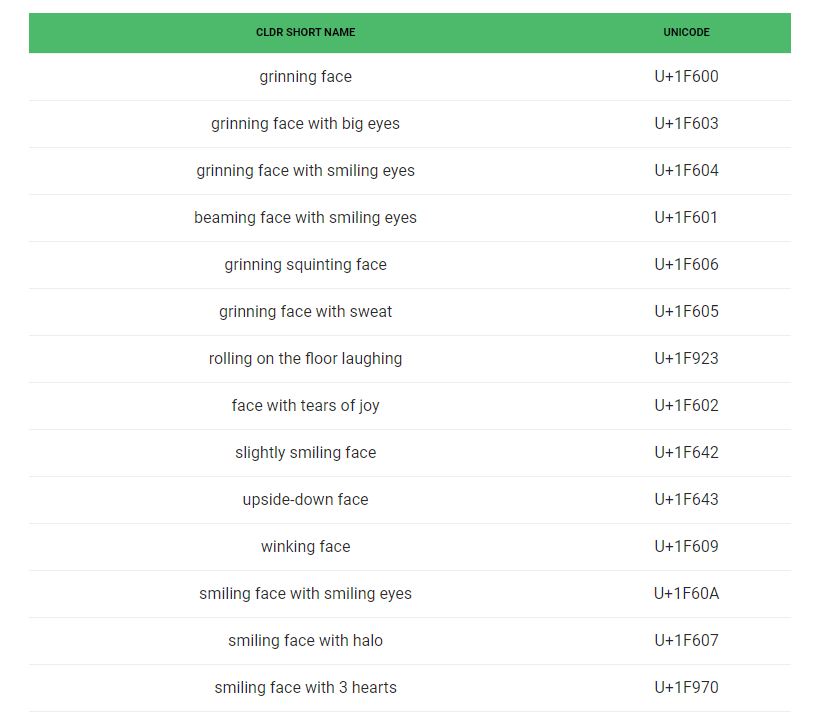 CLDR SHORT NAME UNICODE
grinning face U+1F600
grinning face with big eyes U+1F603
grinning face with smiling eyes U+1F604
beaming face with smiling eyes U+1F601
grinning squinting face U+1F606
grinning face with sweat U+1F605
rolling on the floor laughing U+1F923
face with tears of joy U+1F602
slightly smiling face U+1F642
upside-down face U+1F643
winking face U+1F609
smiling face with smiling eyes U+1F60A
smiling face with halo U+1F607
smiling face with 3 hearts U+1F970